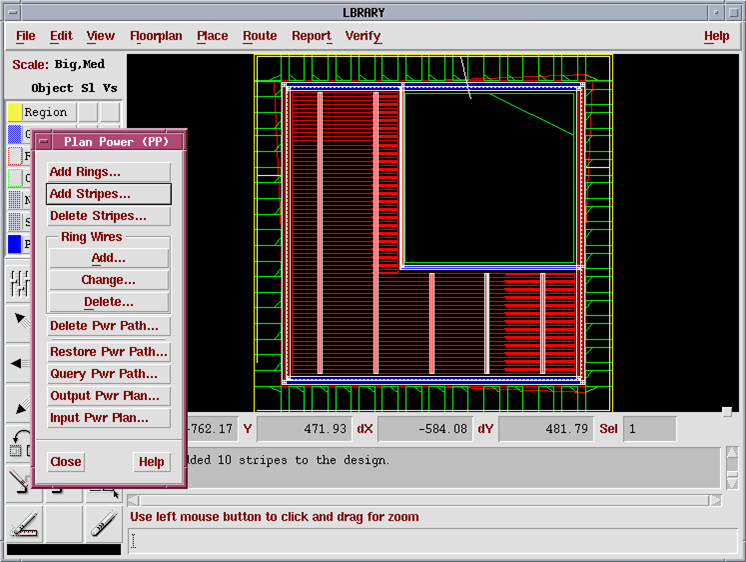 LBRARY
File Edit View Floorplan Place Route Report Verify Help
Scale: Big,Med
Object Sl Vs
Region
Plan Power (PP)
Add Rings...
Add Stripes...
Delete Stripes...
Ring Wires
Add...
Change...
Delete...
Delete Pwr Path...
Restore Pwr Path...
Query Pwr Path...
Output Pwr Plan...
Input Pwr Plan...
Close Help
-762.17 Y 471.93 dX -584.08 dY 481.79 Sel 1
dded 10 stripes to the design.
Use left mouse button to click and drag for zoom